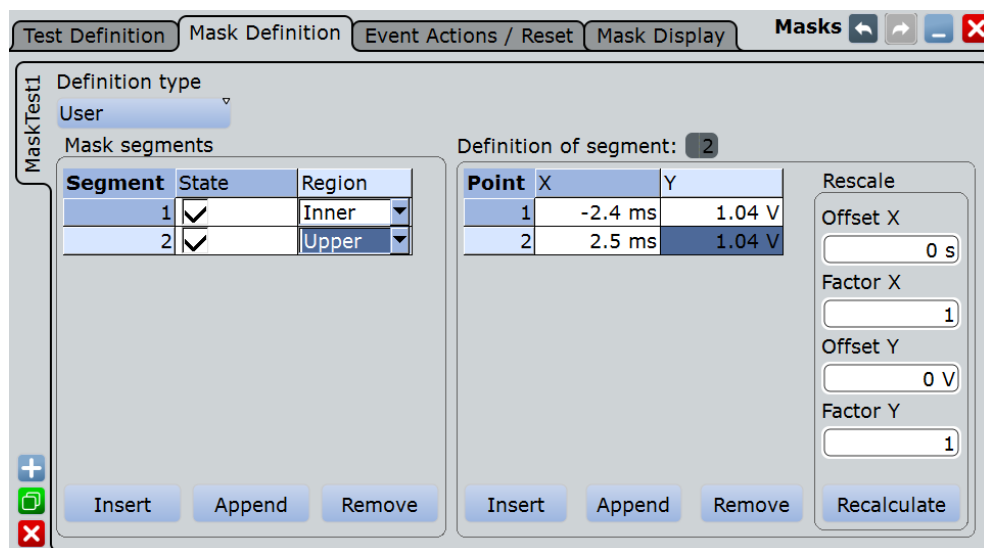 Test Definition Mask Definition Event Actions / Reset Mask Display Masks
MaskTest1
Definition type
User
Mask segments
Segment State Region
1 Inner
2 Upper
Insert Append Remove
Definition of segment: 2
Point X Y
1 -2.4 ms 1.04 V
2 2.5 ms 1.04 V
Insert Append Remove
Rescale
Offset X
0 s
Factor X
1
Offset Y
0 V
Factor Y
1
Recalculate